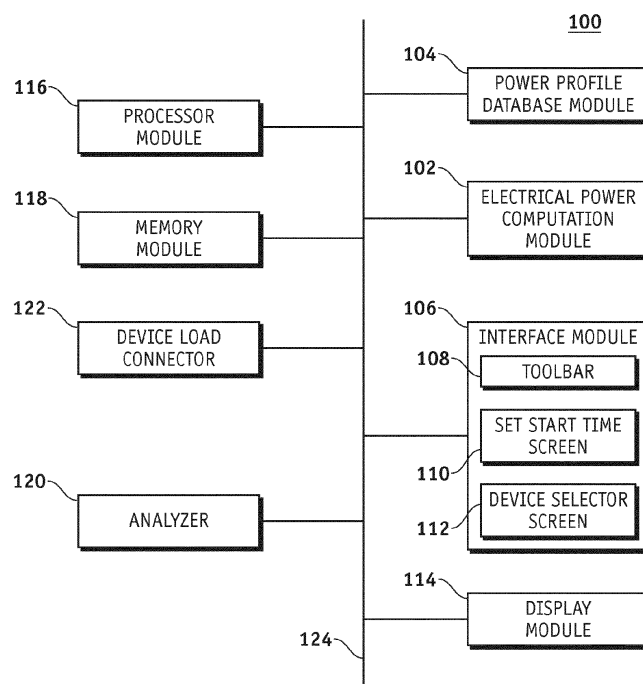 100
104
POWER PROFILE
DATABASE MODULE
116
PROCESSOR
MODULE
102
ELECTRICAL POWER
COMPUTATION
MODULE
118
MEMORY
MODULE
122
DEVICE LOAD
CONNECTOR
106
INTERFACE MODULE
108
TOOLBAR
SET START TIME
SCREEN
110
120
ANALYZER
DEVICE SELECTOR
SCREEN
112
114
DISPLAY
MODULE
124